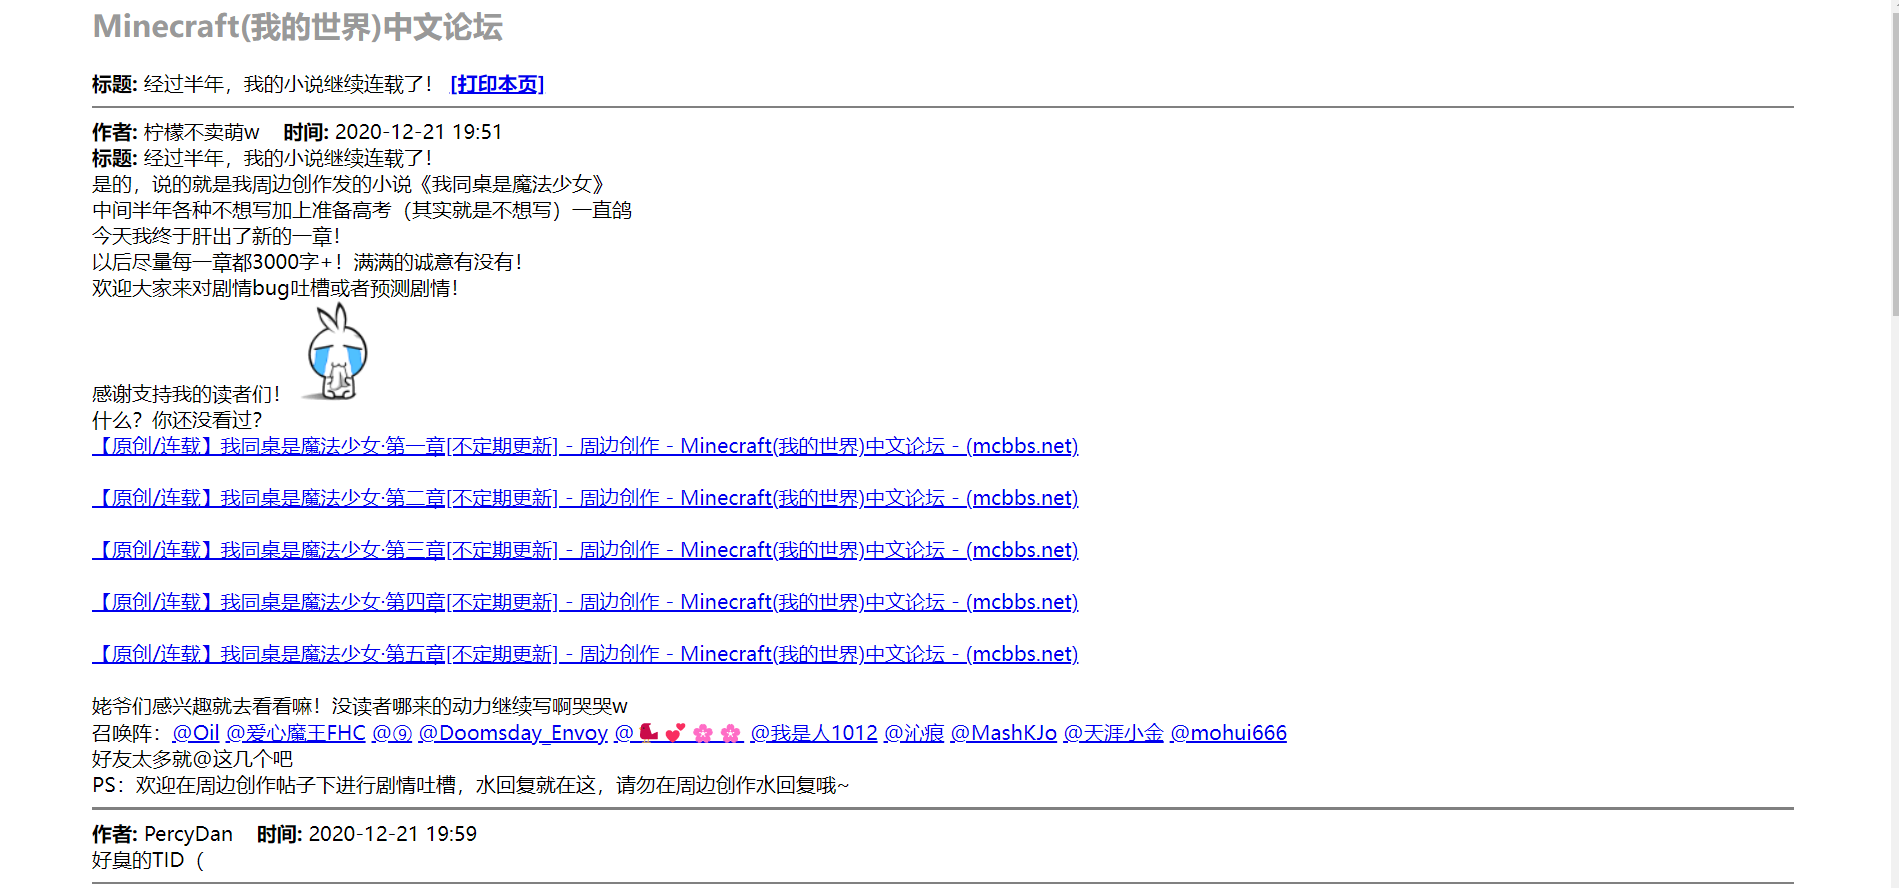 Minecraft(我的世界)中文论坛
标题: 经过半年，我的小说继续连载了！ [打印本页]
作者: 柠檬不卖萌w 时间: 2020-12-21 19:51
标题: 经过半年，我的小说继续连载了！
是的，说的就是我周边创作发的小说《我同桌是魔法少女》
中间半年各种不想写加上准备高考（其实就是不想写）一直鸽
今天我终于肝出了新的一章！
以后尽量每一章都3000字+！满满的诚意有没有！
欢迎大家来对剧情bug吐槽或者预测剧情！
感谢支持我的读者们！
什么？你还没看过？
【原创/连载】我同桌是魔法少女·第一章[不定期更新] - 周边创作 - Minecraft(我的世界)中文论坛 - (mcbbs.net)
【原创/连载】我同桌是魔法少女·第二章[不定期更新] - 周边创作 - Minecraft(我的世界)中文论坛 - (mcbbs.net)
【原创/连载】我同桌是魔法少女·第三章[不定期更新] - 周边创作 - Minecraft(我的世界)中文论坛 - (mcbbs.net)
【原创/连载】我同桌是魔法少女·第四章[不定期更新] - 周边创作 - Minecraft(我的世界)中文论坛 - (mcbbs.net)
【原创/连载】我同桌是魔法少女·第五章[不定期更新] - 周边创作 - Minecraft(我的世界)中文论坛 - (mcbbs.net)
姥爷们感兴趣就去看看嘛！没读者哪来的动力继续写啊哭哭w
召唤阵：@Oil @爱心魔王FHC @⑨ @Doomsday_Envoy @👢💕🌸🌸 @我是人1012 @沁痕 @MashKJo @天涯小金 @mohui666
好友太多就@这几个吧
PS：欢迎在周边创作帖子下进行剧情吐槽，水回复就在这，请勿在周边创作水回复哦~
作者: PercyDan 时间: 2020-12-21 19:59
好臭的TID（